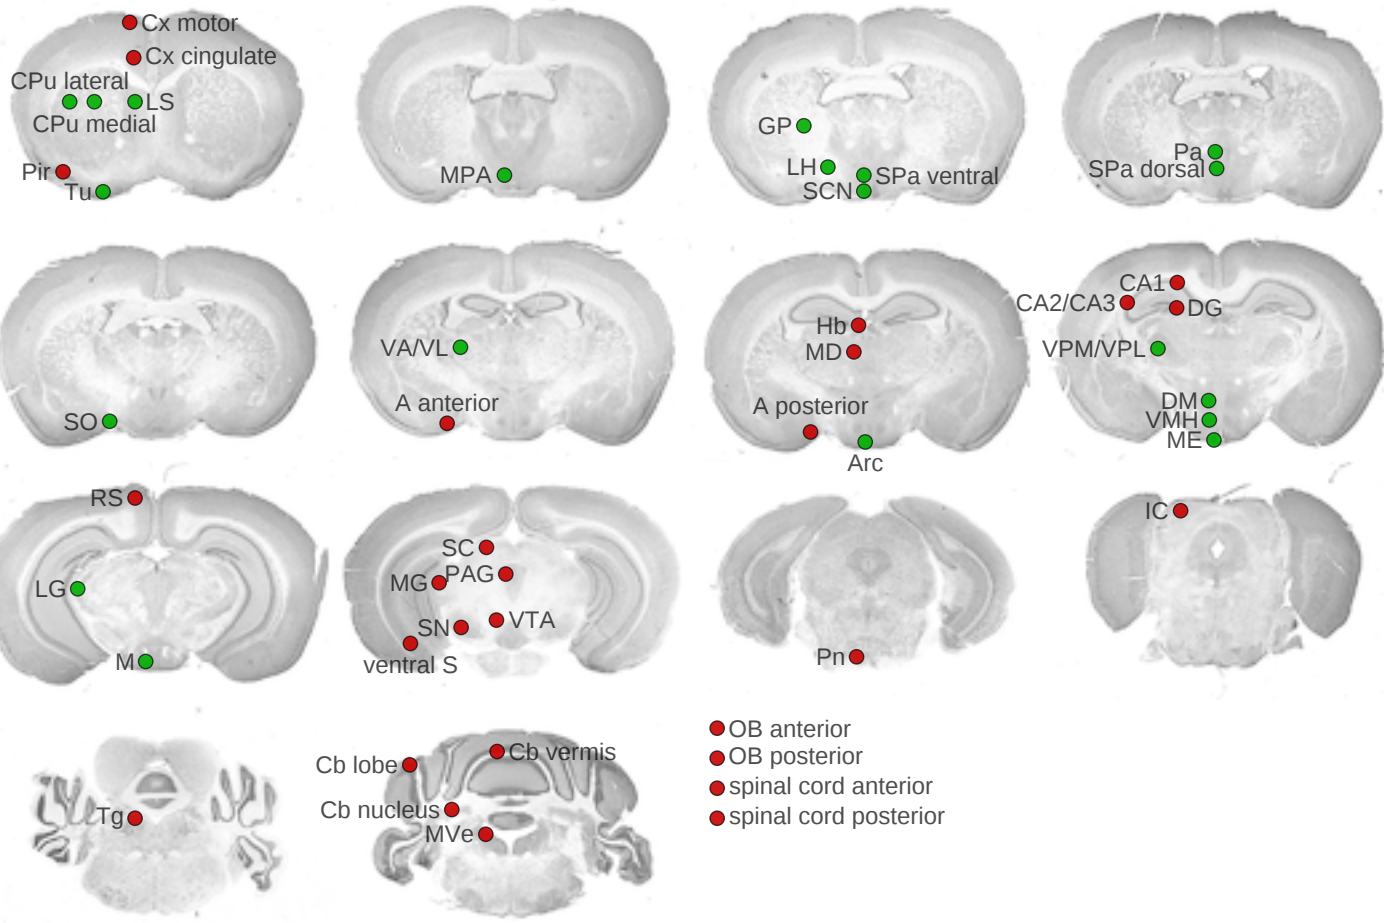 Cx motor
Cx cingulate
CPu lateral
LS
CPu medial
Pir
Tu
MPA
GP
LH
SPa ventral
SCN
Pa
SPa dorsal
SO
VA/VL
A anterior
Hb
MD
A posterior
Arc
CA1
CA2/CA3
DG
VPM/VPL
DM
VMH
ME
RS
LG
M
SC
MG
PAG
SN
VTA
ventral S
Pn
IC
Tg
Cb lobe
Cb vermis
Cb nucleus
MVe
OB anterior
OB posterior
spinal cord anterior
spinal cord posterior